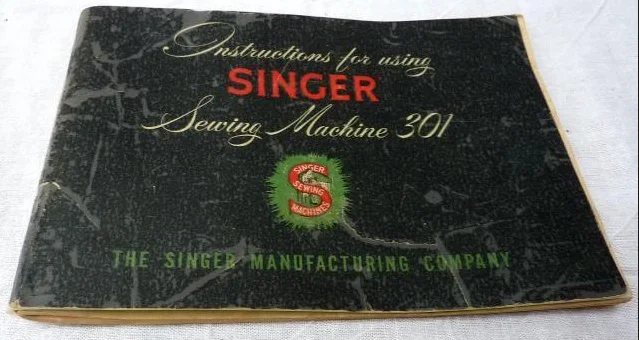 Instructions for using
SINGER
Sewing Machine 301
SINGER
SEWING
MACHINES
THE SINGER MANUFACTURING COMPANY